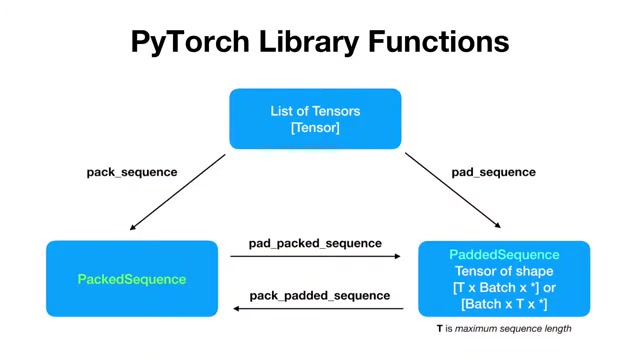 PyTorch Library Functions
List of Tensors
[Tensor]
pack_sequence
pad_sequence
pad_packed_sequence
PackedSequence
PaddedSequence
Tensor of shape
[T x Batch x *] or
[Batch x T x *]
pack_padded_sequence
T is maximum sequence length